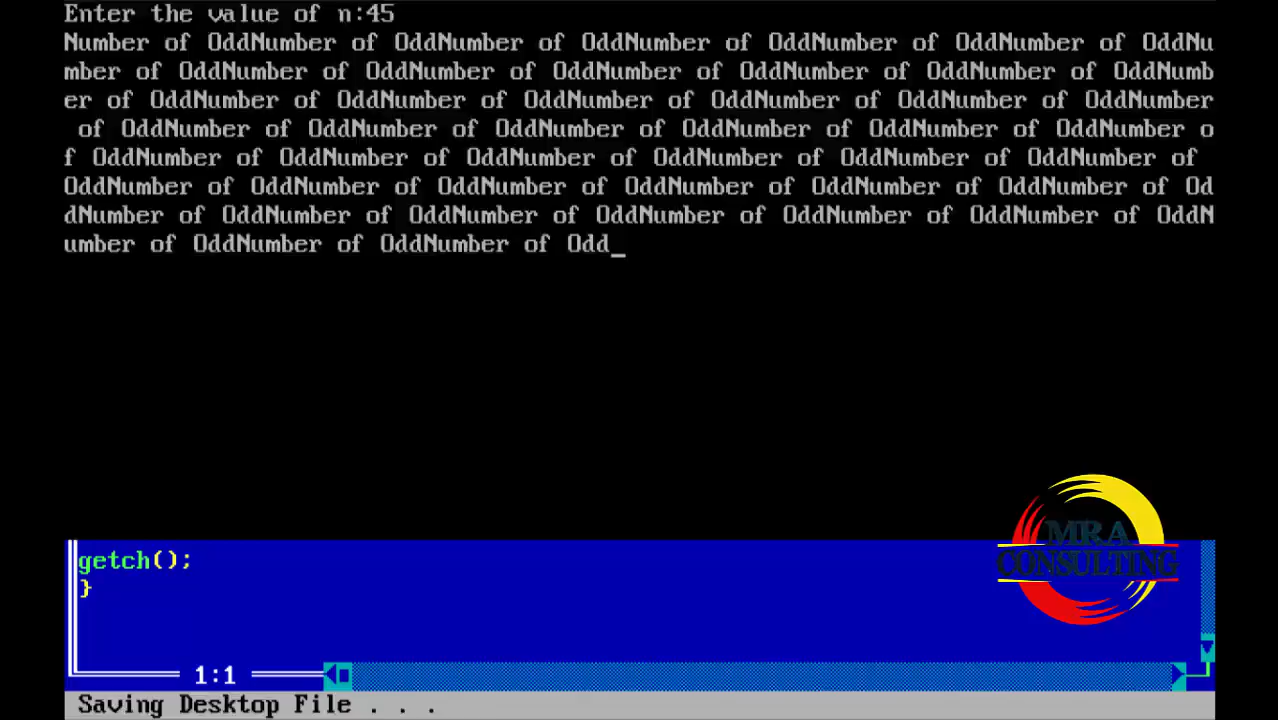 Enter the value of n:45
Number of OddNumber of OddNumber of OddNumber of OddNumber of OddNumber of OddNu
mber of OddNumber of OddNumber of OddNumber of OddNumber of OddNumber of OddNumb
er of OddNumber of OddNumber of OddNumber of OddNumber of OddNumber of OddNumber
 of OddNumber of OddNumber of OddNumber of OddNumber of OddNumber of OddNumber o
f OddNumber of OddNumber of OddNumber of OddNumber of OddNumber of OddNumber of
OddNumber of OddNumber of OddNumber of OddNumber of OddNumber of OddNumber of Od
dNumber of OddNumber of OddNumber of OddNumber of OddNumber of OddNumber of OddN
umber of OddNumber of OddNumber of Odd_
MRA
CONSULTING
getch();
}
1:1
Saving Desktop File . . .